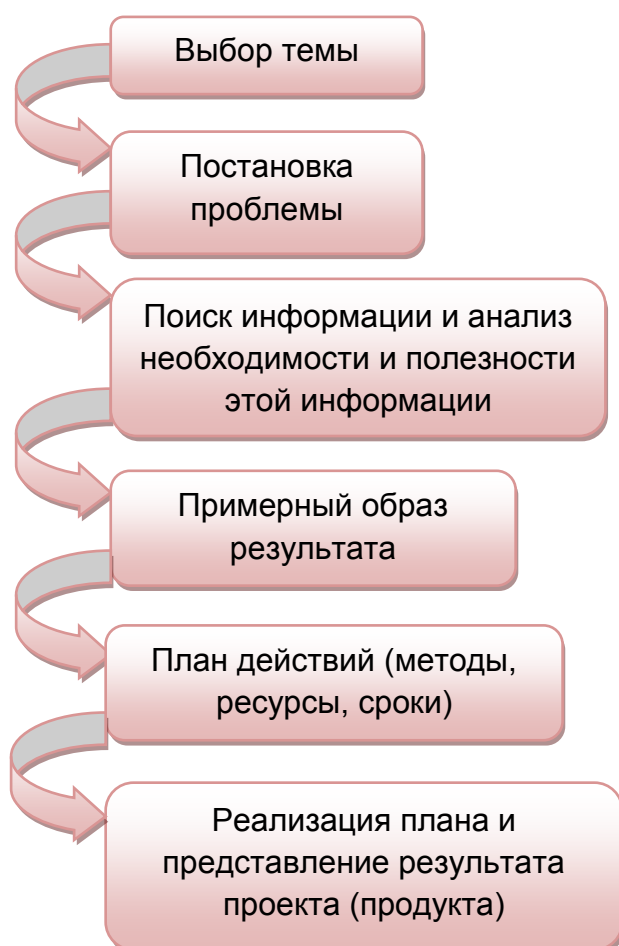 Выбор темы
Постановка
проблемы
Поиск информации и анализ
необходимости и полезности
этой информации
Примерный образ
результата
План действий (методы,
ресурсы, сроки)
Реализация плана и
представление результата
проекта (продукта)